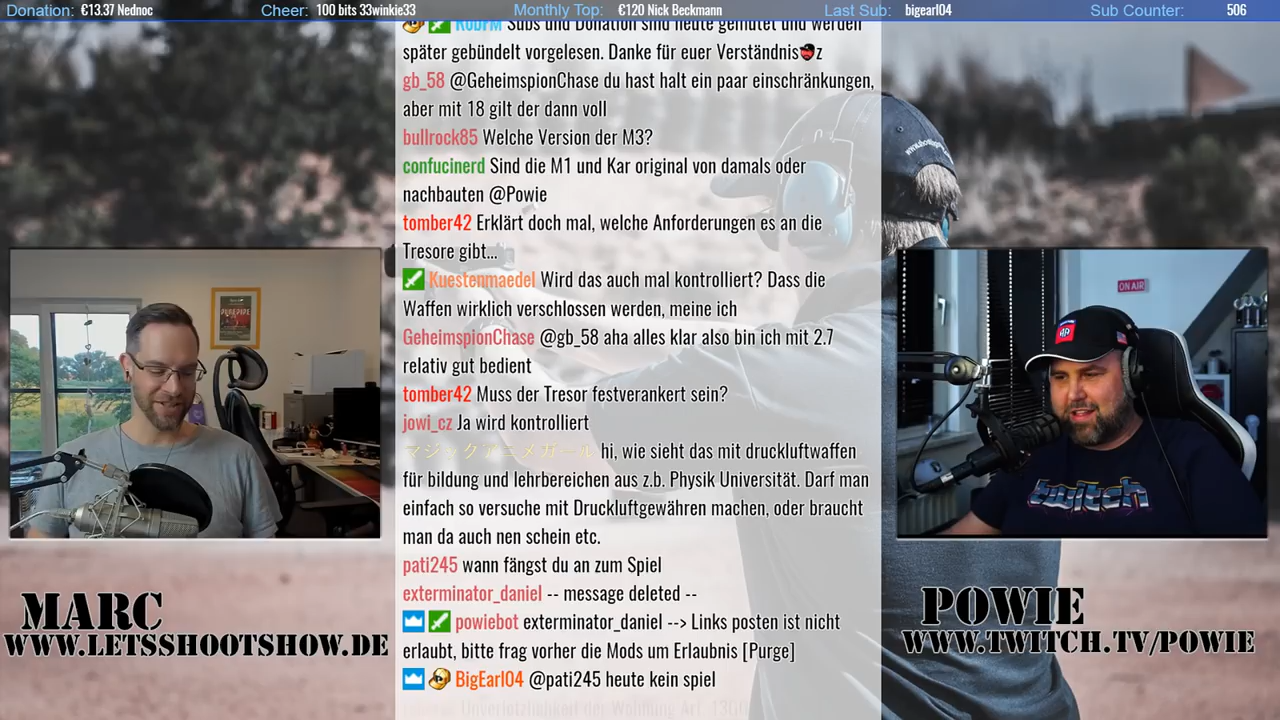 Donation: €13.37 Nednoc Cheer: 100 bits 33winkie33 Monthly Top: €120 Nick Beckmann Last Sub: bigearl04 Sub Counter: 506
RobFM Subs und Donation sind heute gemutet und werden
später gebündelt vorgelesen. Danke für euer Verständnis z
gb_58 @GeheimspionChase du hast halt ein paar einschränkungen,
aber mit 18 gilt der dann voll
bullrock85 Welche Version der M3?
confucinerd Sind die M1 und Kar original von damals oder
nachbauten @Powie
tomber42 Erklärt doch mal, welche Anforderungen es an die
Tresore gibt...
Kuestenmaedel Wird das auch mal kontrolliert? Dass die
Waffen wirklich verschlossen werden, meine ich
GeheimspionChase @gb_58 aha alles klar also bin ich mit 2.7
relativ gut bedient
tomber42 Muss der Tresor festverankert sein?
jowi_cz Ja wird kontrolliert
マジックアニメガール hi, wie sieht das mit druckluftwaffen
für bildung und lehrbereichen aus z.b. Physik Universität. Darf man
einfach so versuche mit Druckluftgewähren machen, oder braucht
man da auch nen schein etc.
pati245 wann fängst du an zum Spiel
exterminator_daniel -- message deleted --
powiebot exterminator_daniel --> Links posten ist nicht
erlaubt, bitte frag vorher die Mods um Erlaubnis [Purge]
BigEarl04 @pati245 heute kein spiel
Unverletzlichkeit der Wohnung Art. 13GG
ON AIR
twitch
MARC
WWW.LETSSHOOTSHOW.DE
POWIE
WWW.TWITCH.TV/POWIE